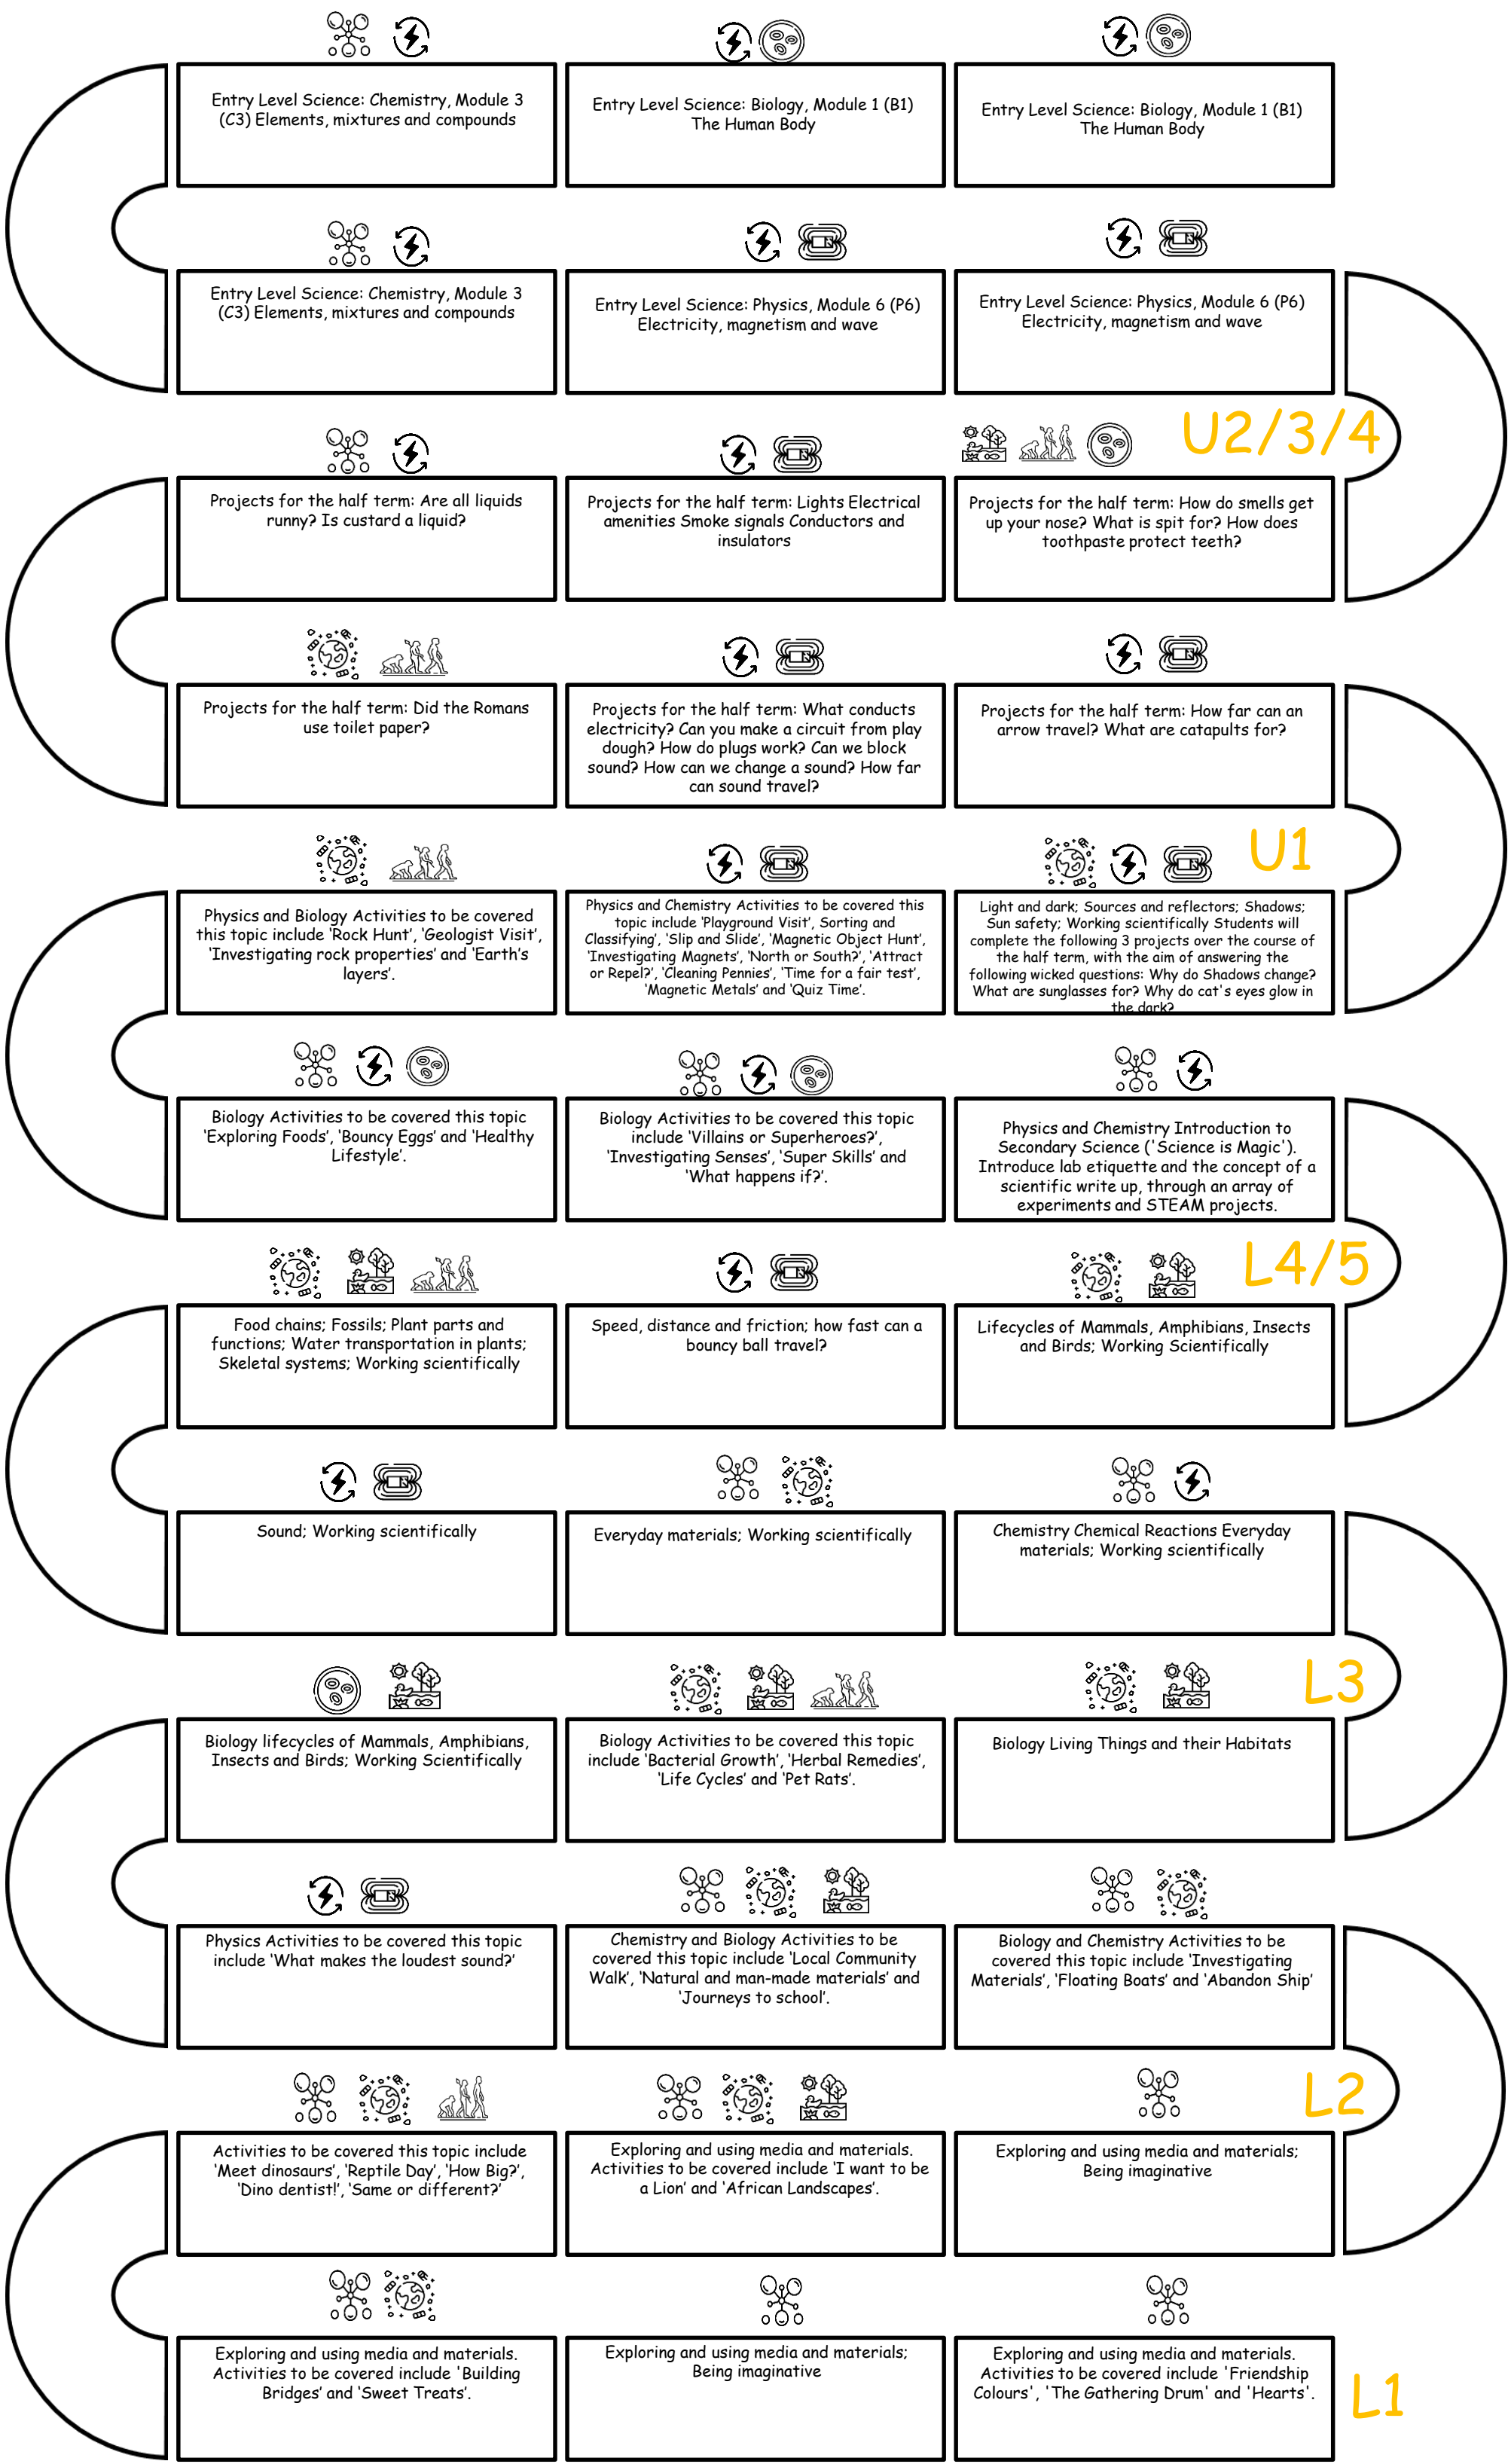 Entry Level Science: Chemistry, Module 3
(C3) Elements, mixtures and compounds
Entry Level Science: Biology, Module 1 (B1)
The Human Body
Entry Level Science: Biology, Module 1 (B1)
The Human Body
Entry Level Science: Chemistry, Module 3
(C3) Elements, mixtures and compounds
Entry Level Science: Physics, Module 6 (P6)
Electricity, magnetism and wave
Entry Level Science: Physics, Module 6 (P6)
Electricity, magnetism and wave
U2/3/4
Projects for the half term: Are all liquids
runny? Is custard a liquid?
Projects for the half term: Lights Electrical
amenities Smoke signals Conductors and
insulators
Projects for the half term: How do smells get
up your nose? What is spit for? How does
toothpaste protect teeth?
Projects for the half term: Did the Romans
use toilet paper?
Projects for the half term: What conducts
electricity? Can you make a circuit from play
dough? How do plugs work? Can we block
sound? How can we change a sound? How far
can sound travel?
Projects for the half term: How far can an
arrow travel? What are catapults for?
U1
Physics and Biology Activities to be covered
this topic include ‘Rock Hunt’, ‘Geologist Visit’,
‘Investigating rock properties’ and ‘Earth’s
layers’.
Physics and Chemistry Activities to be covered this
topic include ‘Playground Visit’, Sorting and
Classifying’, ‘Slip and Slide’, ‘Magnetic Object Hunt’,
‘Investigating Magnets’, ‘North or South?’, ‘Attract
or Repel?’, ‘Cleaning Pennies’, ‘Time for a fair test’,
‘Magnetic Metals’ and ‘Quiz Time’.
Light and dark; Sources and reflectors; Shadows;
Sun safety; Working scientifically Students will
complete the following 3 projects over the course of
the half term, with the aim of answering the
following wicked questions: Why do Shadows change?
What are sunglasses for? Why do cat's eyes glow in
the dark?
Biology Activities to be covered this topic
‘Exploring Foods’, ‘Bouncy Eggs’ and ‘Healthy
Lifestyle’.
Biology Activities to be covered this topic
include ‘Villains or Superheroes?’,
‘Investigating Senses’, ‘Super Skills’ and
‘What happens if?’.
Physics and Chemistry Introduction to
Secondary Science ('Science is Magic').
Introduce lab etiquette and the concept of a
scientific write up, through an array of
experiments and STEAM projects.
L4/5
Food chains; Fossils; Plant parts and
functions; Water transportation in plants;
Skeletal systems; Working scientifically
Speed, distance and friction; how fast can a
bouncy ball travel?
Lifecycles of Mammals, Amphibians, Insects
and Birds; Working Scientifically
Sound; Working scientifically
Everyday materials; Working scientifically
Chemistry Chemical Reactions Everyday
materials; Working scientifically
L3
Biology lifecycles of Mammals, Amphibians,
Insects and Birds; Working Scientifically
Biology Activities to be covered this topic
include ‘Bacterial Growth’, ‘Herbal Remedies’,
‘Life Cycles’ and ‘Pet Rats’.
Biology Living Things and their Habitats
Physics Activities to be covered this topic
include ‘What makes the loudest sound?’
Chemistry and Biology Activities to be
covered this topic include ‘Local Community
Walk’, ‘Natural and man-made materials’ and
‘Journeys to school’.
Biology and Chemistry Activities to be
covered this topic include ‘Investigating
Materials’, ‘Floating Boats’ and ‘Abandon Ship’
L2
Activities to be covered this topic include
‘Meet dinosaurs’, ‘Reptile Day’, ‘How Big?’,
‘Dino dentist!’, ‘Same or different?’
Exploring and using media and materials.
Activities to be covered include ‘I want to be
a Lion’ and ‘African Landscapes’.
Exploring and using media and materials;
Being imaginative
Exploring and using media and materials.
Activities to be covered include 'Building
Bridges’ and ‘Sweet Treats’.
Exploring and using media and materials;
Being imaginative
Exploring and using media and materials.
Activities to be covered include 'Friendship
Colours', 'The Gathering Drum' and 'Hearts'.
L1